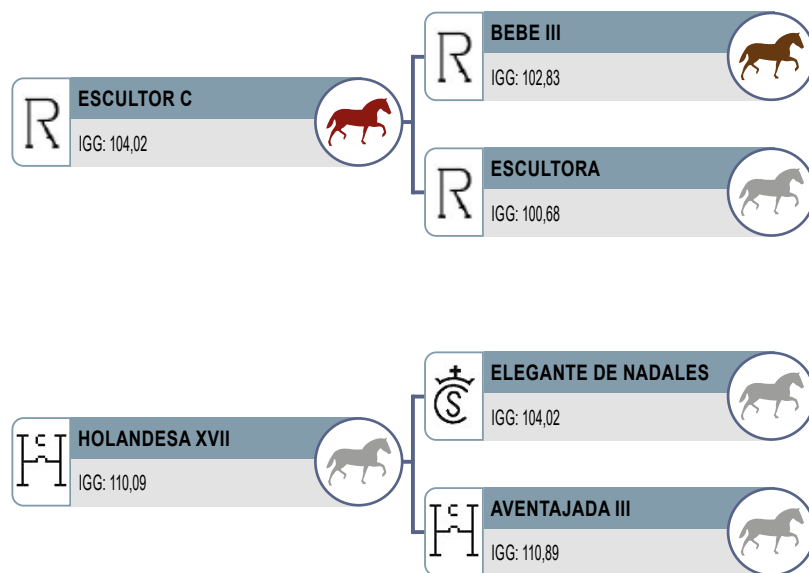 BEBE III
IGG: 102,83
ESCULTOR C
IGG: 104,02
ESCULTORA
IGG: 100,68
ELEGANTE DE NADALES
IGG: 104,02
HOLANDESA XVII
IGG: 110,09
AVENTAJADA III
IGG: 110,89